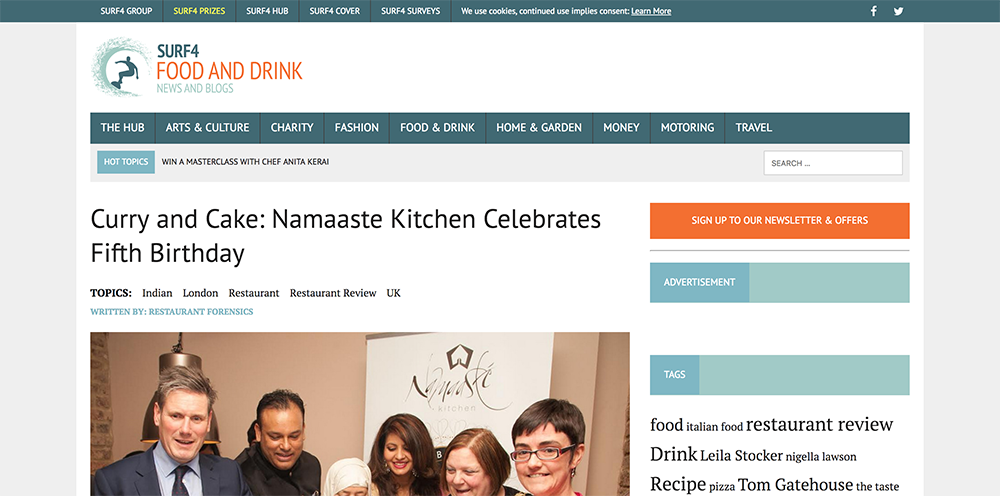 SURF4 GROUP SURF4 PRIZES SURF4 HUB SURF4 COVER SURF4 SURVEYS We use cookies, continued use implies consent: Learn More
SURF4
FOOD AND DRINK
NEWS AND BLOGS
THE HUB ARTS & CULTURE CHARITY FASHION FOOD & DRINK HOME & GARDEN MONEY MOTORING TRAVEL
HOT TOPICS WIN A MASTERCLASS WITH CHEF ANITA KERAI SEARCH ...
Curry and Cake: Namaaste Kitchen Celebrates
Fifth Birthday
TOPICS: Indian London Restaurant Restaurant Review UK
WRITTEN BY: RESTAURANT FORENSICS
Namaasté
kitchen
SIGN UP TO OUR NEWSLETTER & OFFERS
ADVERTISEMENT
TAGS
food italian food restaurant review
Drink Leila Stocker nigella lawson
Recipe pizza Tom Gatehouse the taste